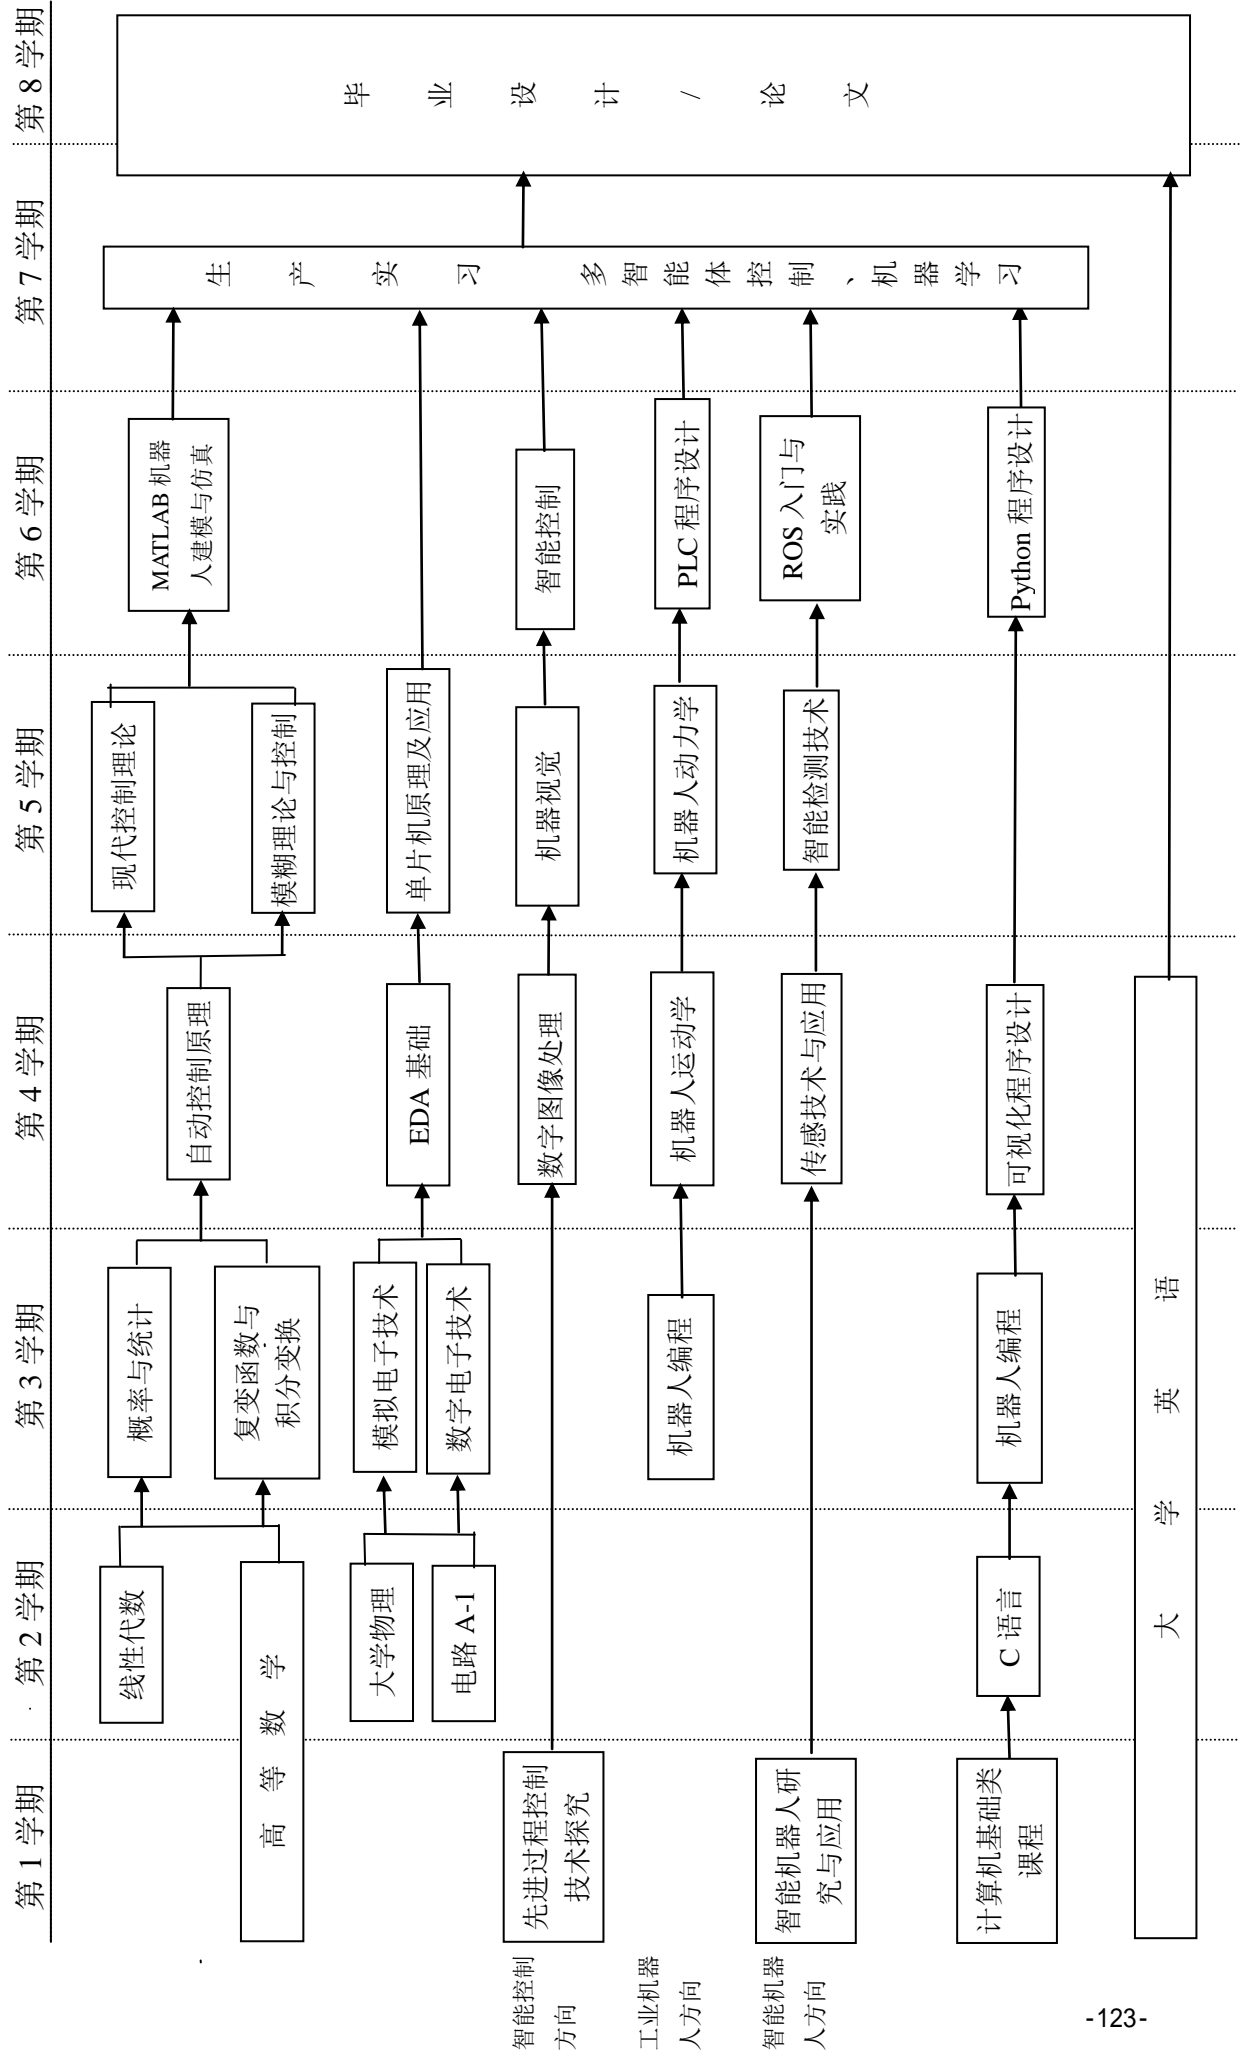 第 1 学期
第 2 学期
第 3 学期
第 4 学期
第 5 学期
第 6 学期
第 7 学期
第 8 学期
线性代数
高 等 数 学
概率与统计
复变函数与
积分变换
自动控制原理
现代控制理论
模糊理论与控制
MATLAB 机器
人建模与仿真
大学物理
电路 A-1
模拟电子技术
数字电子技术
EDA 基础
单片机原理及应用
智能控制
方向
先进过程控制
技术探究
数字图像处理
机器视觉
智能控制
工业机器
人方向
机器人编程
机器人运动学
机器人动力学
PLC 程序设计
智能机器
人方向
智能机器人研
究与应用
传感技术与应用
智能检测技术
ROS 入门与
实践
计算机基础类
课程
C 语言
机器人编程
可视化程序设计
Python 程序设计
大 学 英 语
生 产 实 习 多智能体控制、机器学习
毕 业 设 计 / 论 文
-123-